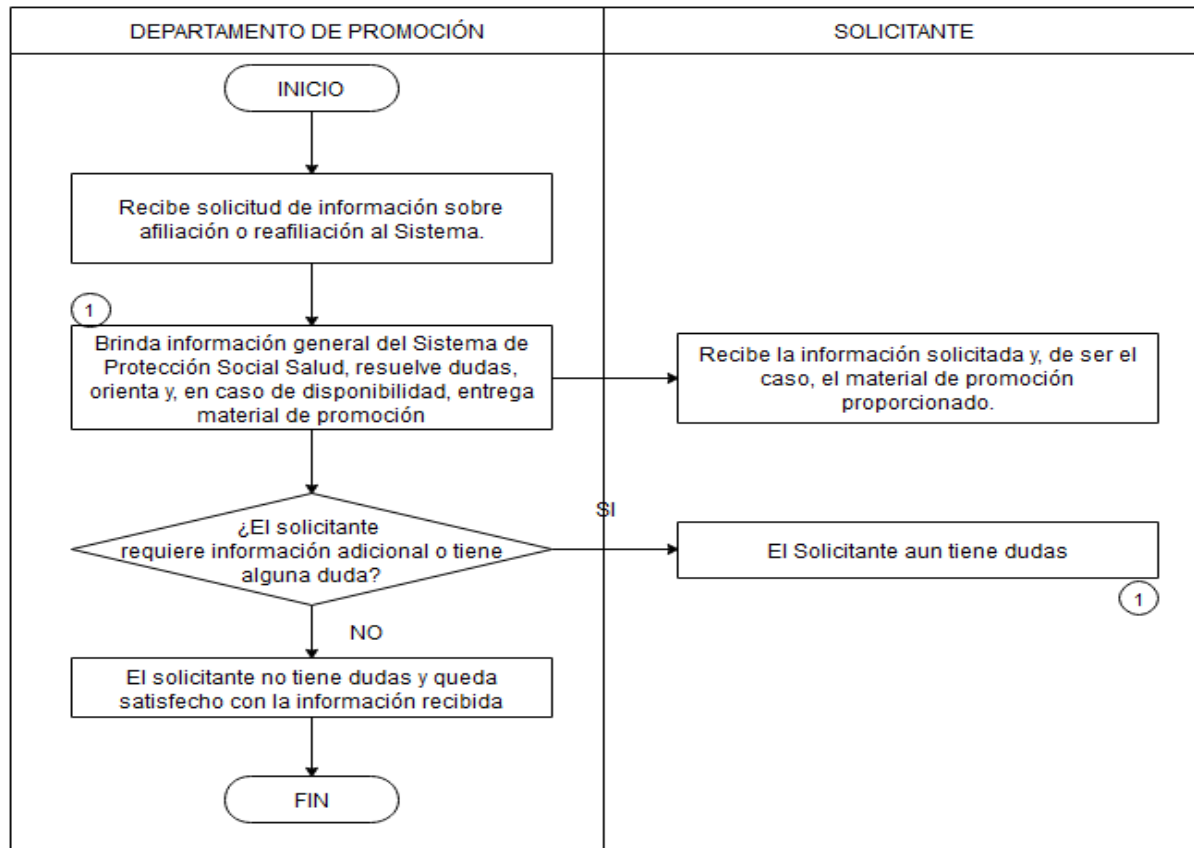 DEPARTAMENTO DE PROMOCIÓN
SOLICITANTE
INICIO
Recibe solicitud de información sobre
afiliación o reafiliación al Sistema.
1
Brinda información general del Sistema de
Protección Social Salud, resuelve dudas,
orienta y, en caso de disponibilidad, entrega
material de promoción
Recibe la información solicitada y, de ser el
caso, el material de promoción
proporcionado.
¿El solicitante
requiere información adicional o tiene
alguna duda?
SI
El Solicitante aun tiene dudas
1
NO
El solicitante no tiene dudas y queda
satisfecho con la información recibida
FIN